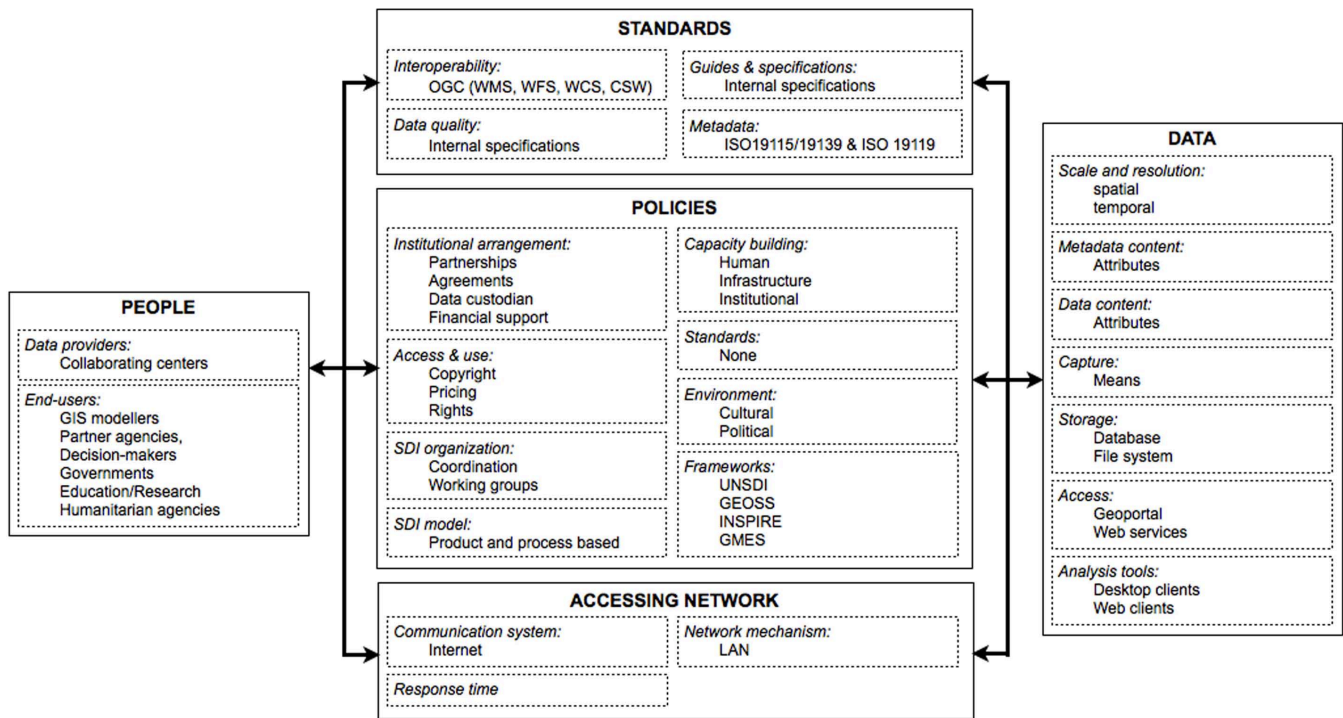 STANDARDS
Interoperability:
OGC (WMS, WFS, WCS, CSW)
Data quality:
Internal specifications
Guides & specifications:
Internal specifications
Metadata:
ISO19115/19139 & ISO 19119
POLICIES
Institutional arrangement:
Partnerships
Agreements
Data custodian
Financial support
Access & use:
Copyright
Pricing
Rights
SDI organization:
Coordination
Working groups
SDI model:
Product and process based
Capacity building:
Human
Infrastructure
Institutional
Standards:
None
Environment:
Cultural
Political
Frameworks:
UNSDI
GEOSS
INSPIRE
GMES
PEOPLE
Data providers:
Collaborating centers
End-users:
GIS modellers
Partner agencies,
Decision-makers
Governments
Education/Research
Humanitarian agencies
ACCESSING NETWORK
Communication system:
Internet
Response time
Network mechanism:
LAN
DATA
Scale and resolution:
spatial
temporal
Metadata content:
Attributes
Data content:
Attributes
Capture:
Means
Storage:
Database
File system
Access:
Geoportal
Web services
Analysis tools:
Desktop clients
Web clients